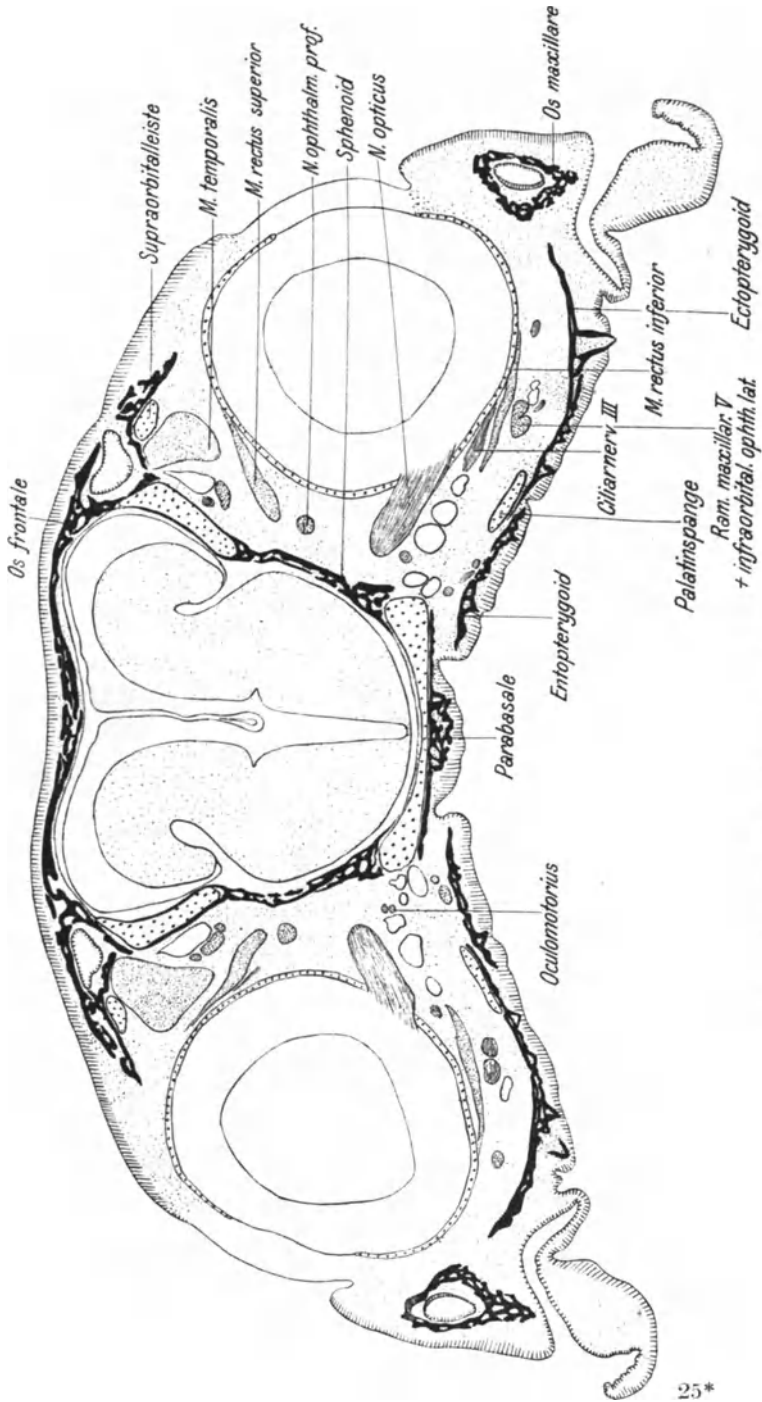 Os frontale
Supraorbitalleiste
M. temporalis
M. rectus superior
N. ophthalm. prof.
Sphenoid
N. opticus
Os maxillare
Ectopterygoid
M. rectus inferior
Ciliarnerv III
Ram. maxillar. V
+ infraorbital. ophth. lat.
Palatinspange
Entopterygoid
Parabasale
Oculomotorius
25*